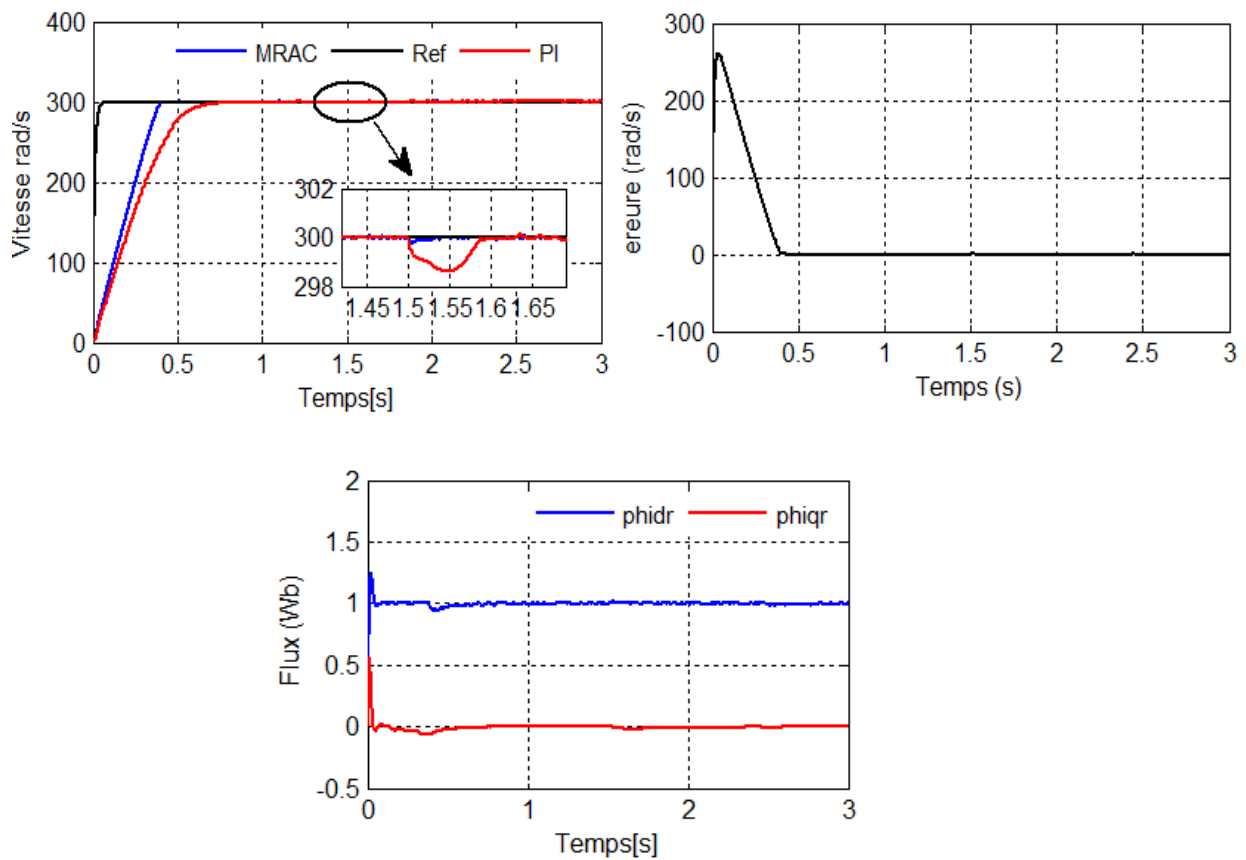 400
MRAC Ref PI
300
200
100
0
Vitesse rad/s
302
300
298
1.45 1.5 1.55 1.6 1.65
0 0.5 1 1.5 2 2.5 3
Temps[s]
300
200
100
0
-100
ereure (rad/s)
0 0.5 1 1.5 2 2.5 3
Temps (s)
2
phidr phiqr
1.5
1
0.5
0
-0.5
Flux (Wb)
0 1 2 3
Temps[s]